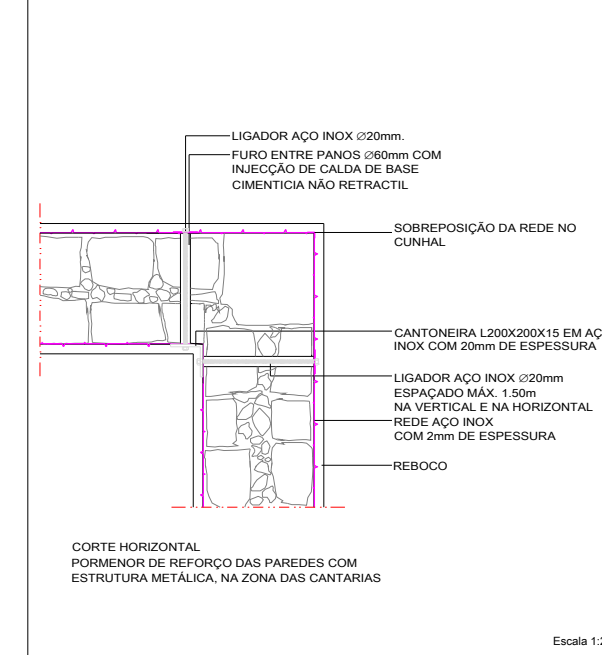 LIGADOR AÇO INOX ∅20mm.
FURO ENTRE PANOS ∅60mm COM
INJECÇÃO DE CALDA DE BASE
CIMENTICIA NÃO RETRACTIL
SOBREPOSIÇÃO DA REDE NO
CUNHAL
CANTONEIRA L200X200X15 EM AÇ
INOX COM 20mm DE ESPESSURA
LIGADOR AÇO INOX ∅20mm
ESPAÇADO MÁX. 1.50m
NA VERTICAL E NA HORIZONTAL
REDE AÇO INOX
COM 2mm DE ESPESSURA
REBOCO
CORTE HORIZONTAL
PORMENOR DE REFORÇO DAS PAREDES COM
ESTRUTURA METÁLICA, NA ZONA DAS CANTARIAS
Escala 1:2